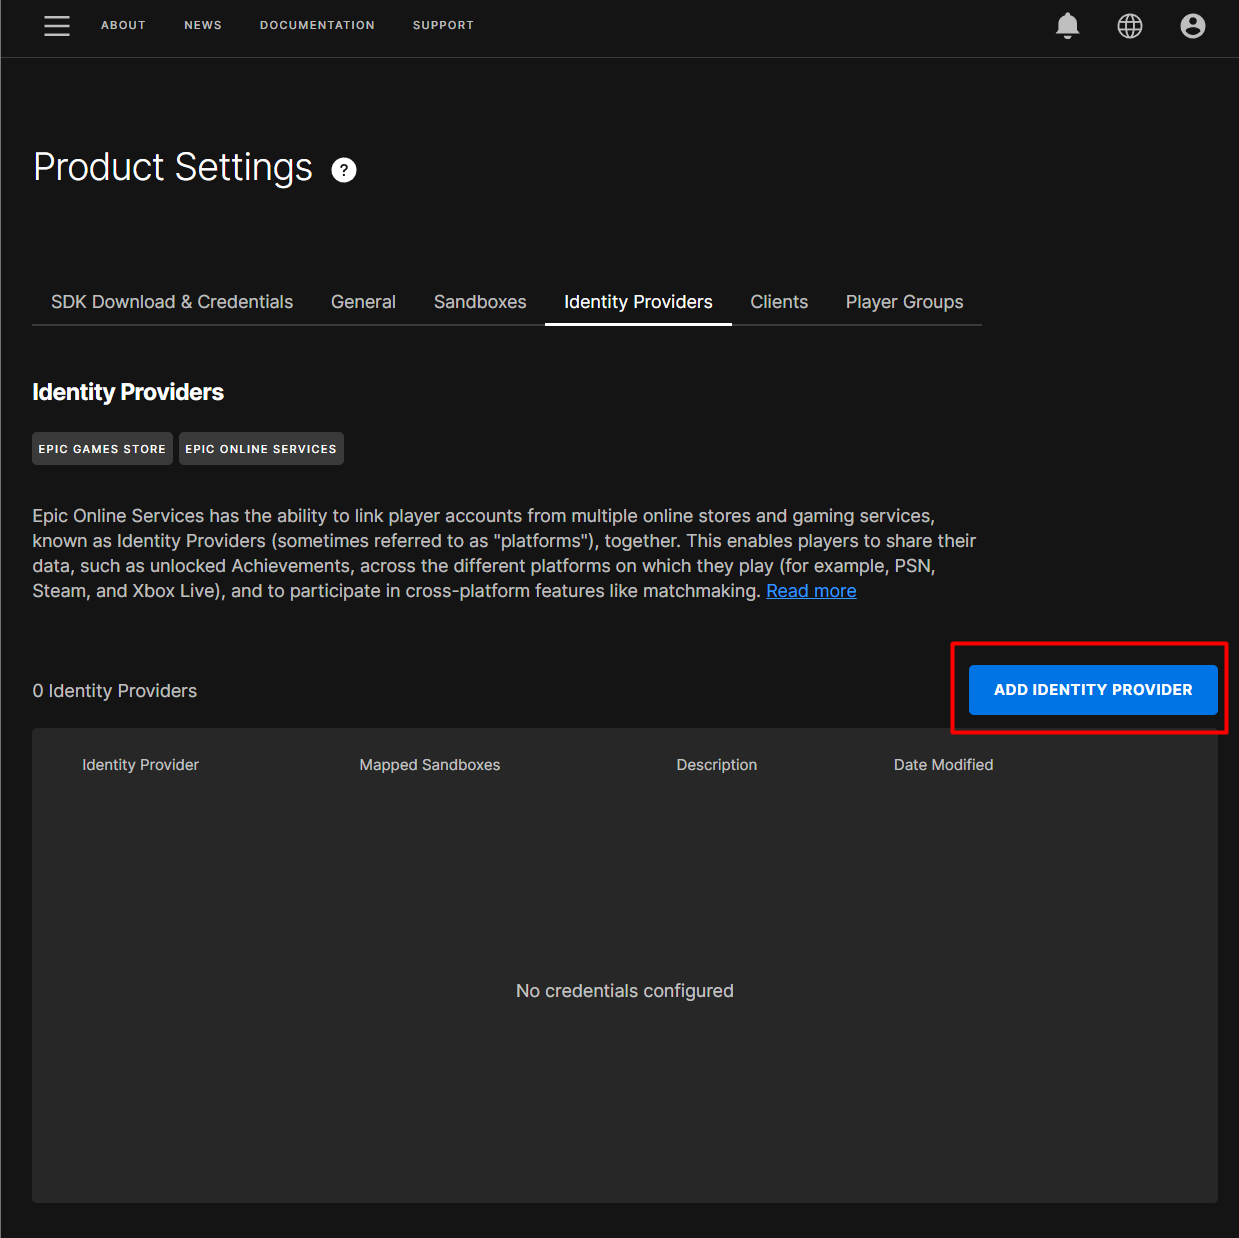 ABOUT NEWS DOCUMENTATION SUPPORT
Product Settings ?
SDK Download & Credentials General Sandboxes Identity Providers Clients Player Groups
Identity Providers
EPIC GAMES STORE EPIC ONLINE SERVICES
Epic Online Services has the ability to link player accounts from multiple online stores and gaming services,
known as Identity Providers (sometimes referred to as "platforms"), together. This enables players to share their
data, such as unlocked Achievements, across the different platforms on which they play (for example, PSN,
Steam, and Xbox Live), and to participate in cross-platform features like matchmaking. Read more
0 Identity Providers ADD IDENTITY PROVIDER
Identity Provider Mapped Sandboxes Description Date Modified
No credentials configured